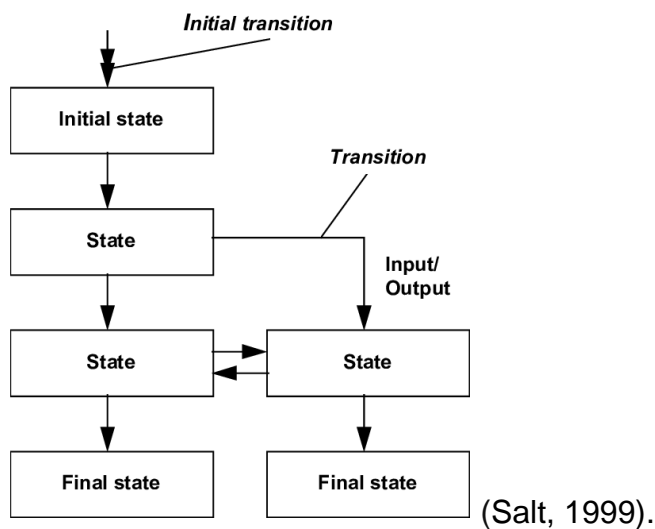 Initial transition
Initial state
Transition
State
Input/
Output
State
State
Final state
Final state
(Salt, 1999).